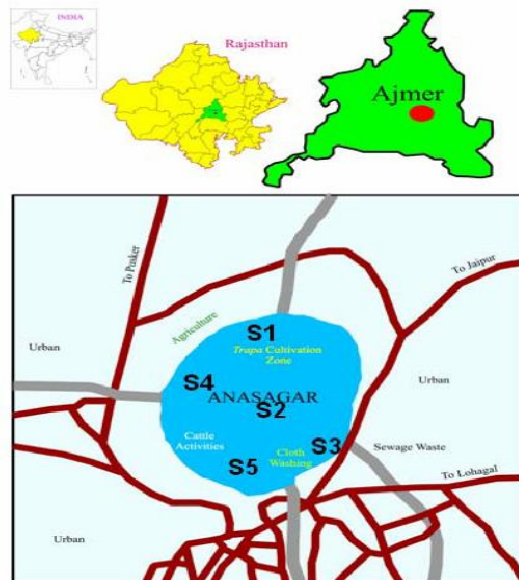 INDIA
Rajasthan
Ajmer
To Pusker
To Jaipur
Agriculture
S1
Trapa Cultivation
Zone
Urban
Urban
S4
ANASAGAR
S2
Cattle
Activities
S3
Cloth
Washing
Sewage Waste
S5
To Lohagal
Urban